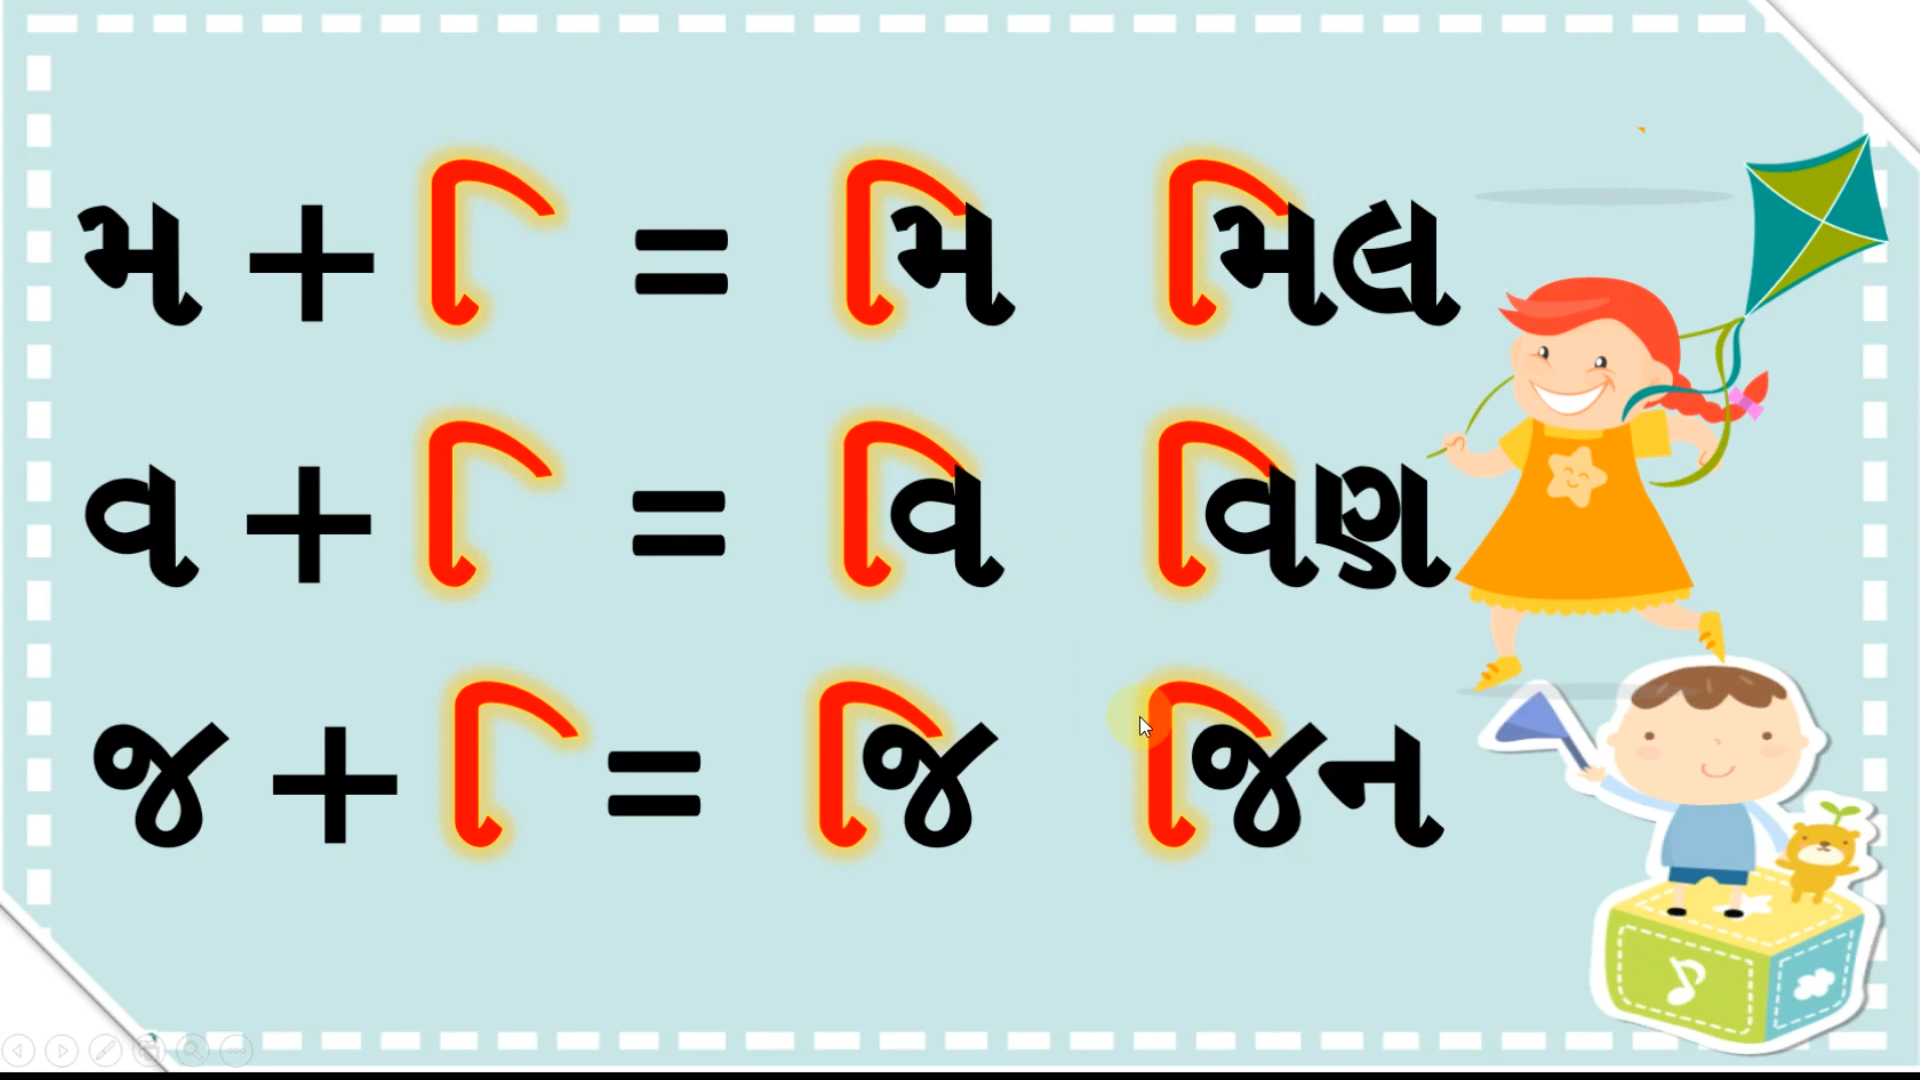 મ + િ = મિ મિલ
વ + િ = વિ વિણ
જ + િ = જિ જિન